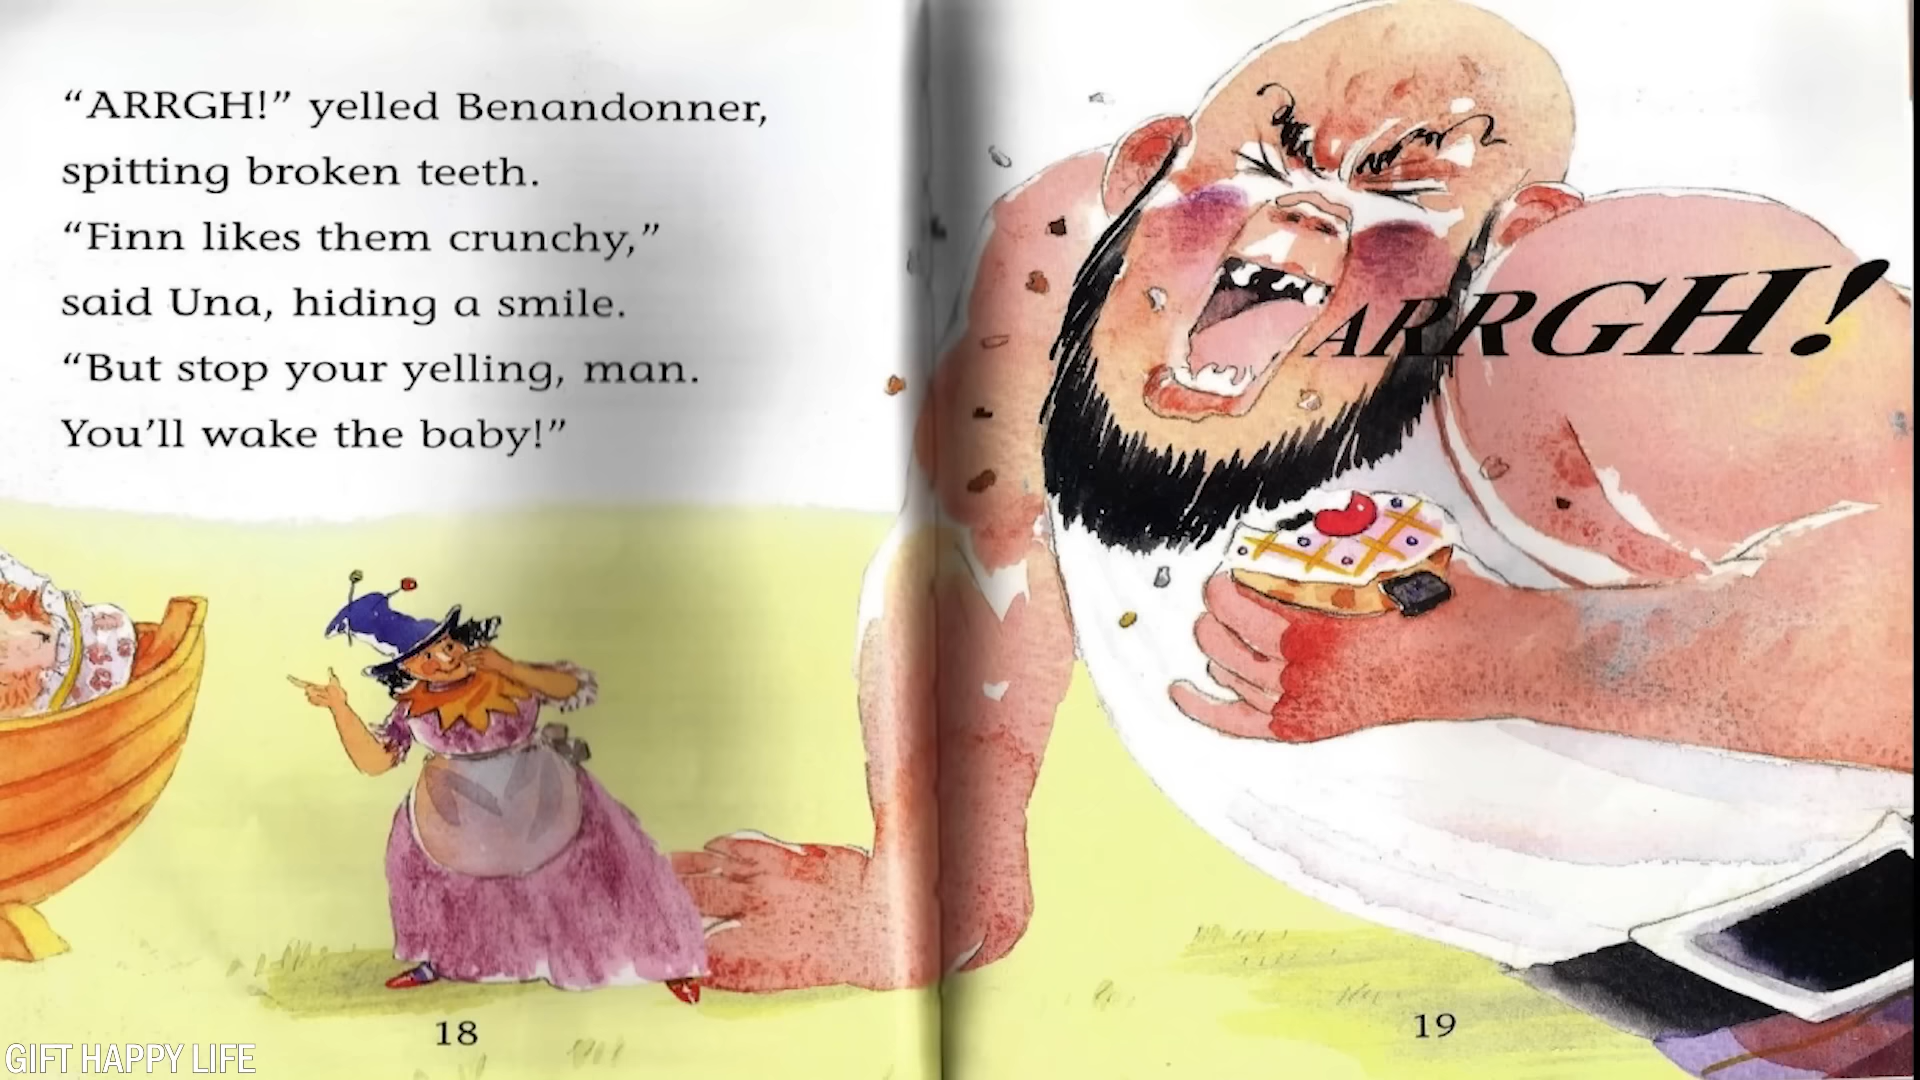 “ARRGH!” yelled Benandonner,
spitting broken teeth.
“Finn likes them crunchy,”
said Una, hiding a smile.
“But stop your yelling, man.
You’ll wake the baby!”
ARRGH!
18
19
GIFT HAPPY LIFE